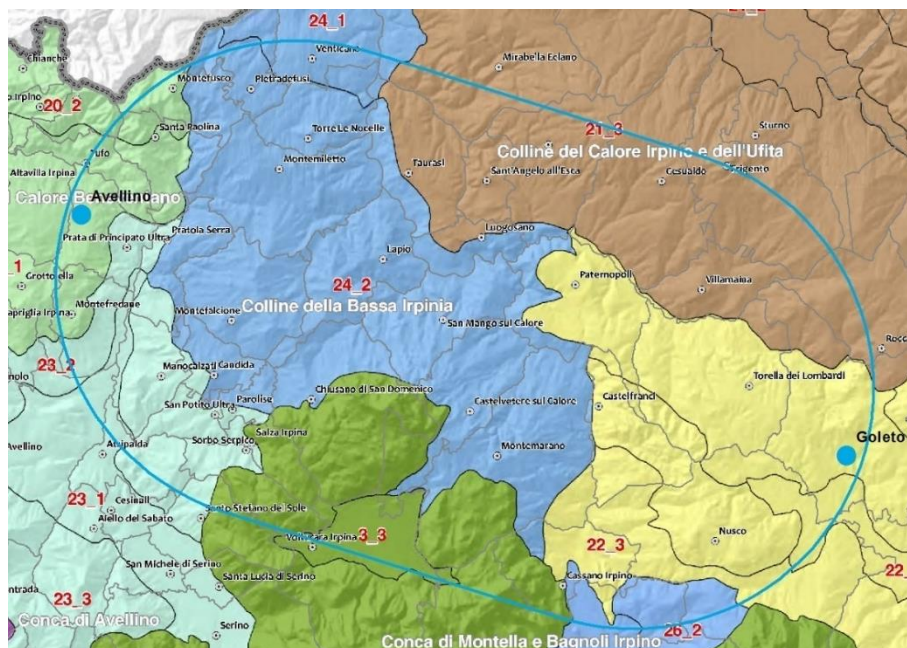 24_1
Venticano
Chianche
Mirabella Eclano
Montefusco
Pietradefusi
Irpino
20_2
Torre Le Nocelle
21_3
Sturno
Santa Paolina
Colline del Calore Irpino e dell'Ufita
Tufo
Montemiletto
Taurasi
Sant'Angelo all'Esca
Gesualdo
Altavilla Irpina
Avellino
Pratola Serra
Prata di Principato Ultra
Luogosano
Lapio
Grottolella
24_2
Paternopoli
Villamaina
Colline della Bassa Irpinia
Montefredane
Montefalcione
San Mango sul Calore
23_2
Manocalzati
Candida
Torella dei Lombardi
Chiusano di San Domenico
Parolise
San Potito Ultra
Castelvetere sul Calore
Castelfranci
Salza Irpina
Goleto
Avellino
Sorbo Serpico
Atripalda
Montemarano
23_1
Cesinali
Santo Stefano del Sole
Aiello del Sabato
Volturara Irpina
3_3
22_3
Nusco
San Michele di Serino
Santa Lucia di Serino
Cassano Irpino
23_3
Conca di Avellino
Serino
26_2
Conca di Montella e Bagnoli Irpino